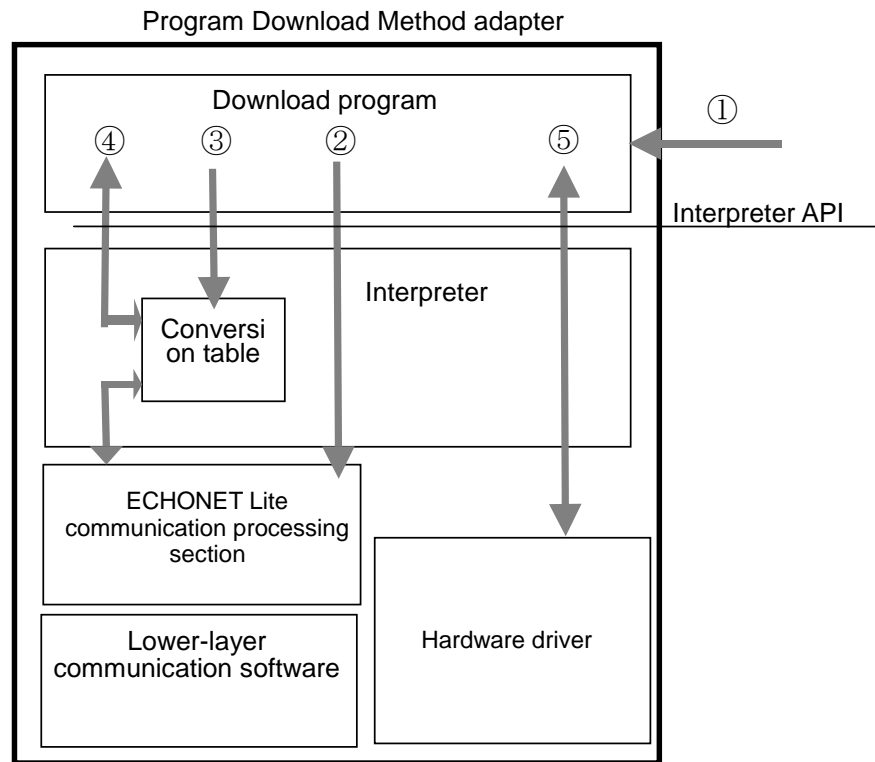 Program Download Method adapter
Download program
①
④
③
②
⑤
Interpreter API
Interpreter
Conversi
on table
ECHONET Lite
communication processing
section
Lower-layer
communication software
Hardware driver